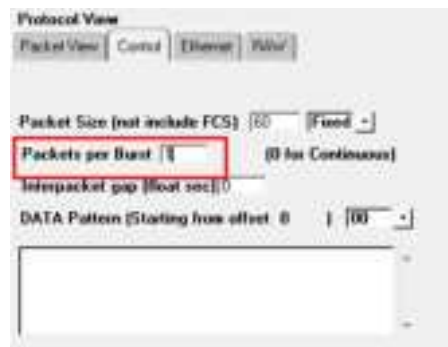 Protocol View
Packet View Control Ethernet RAW
Packet Size (not include FCS) 60 Fixed
Packets per Burst 1 (0 for Continuous)
Interpacket gap (float sec) 0
DATA Pattern (Starting from offset 0 ) 00